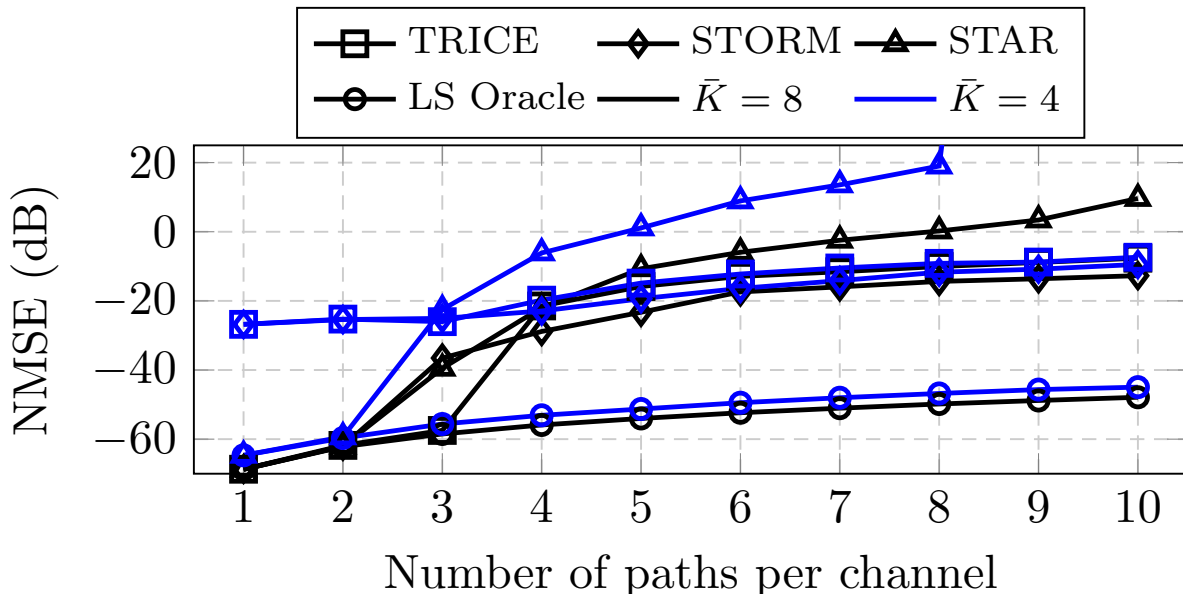 TRICE STORM STAR
LS Oracle K̄ = 8 K̄ = 4
NMSE (dB)
20
0
−20
−40
−60
1 2 3 4 5 6 7 8 9 10
Number of paths per channel